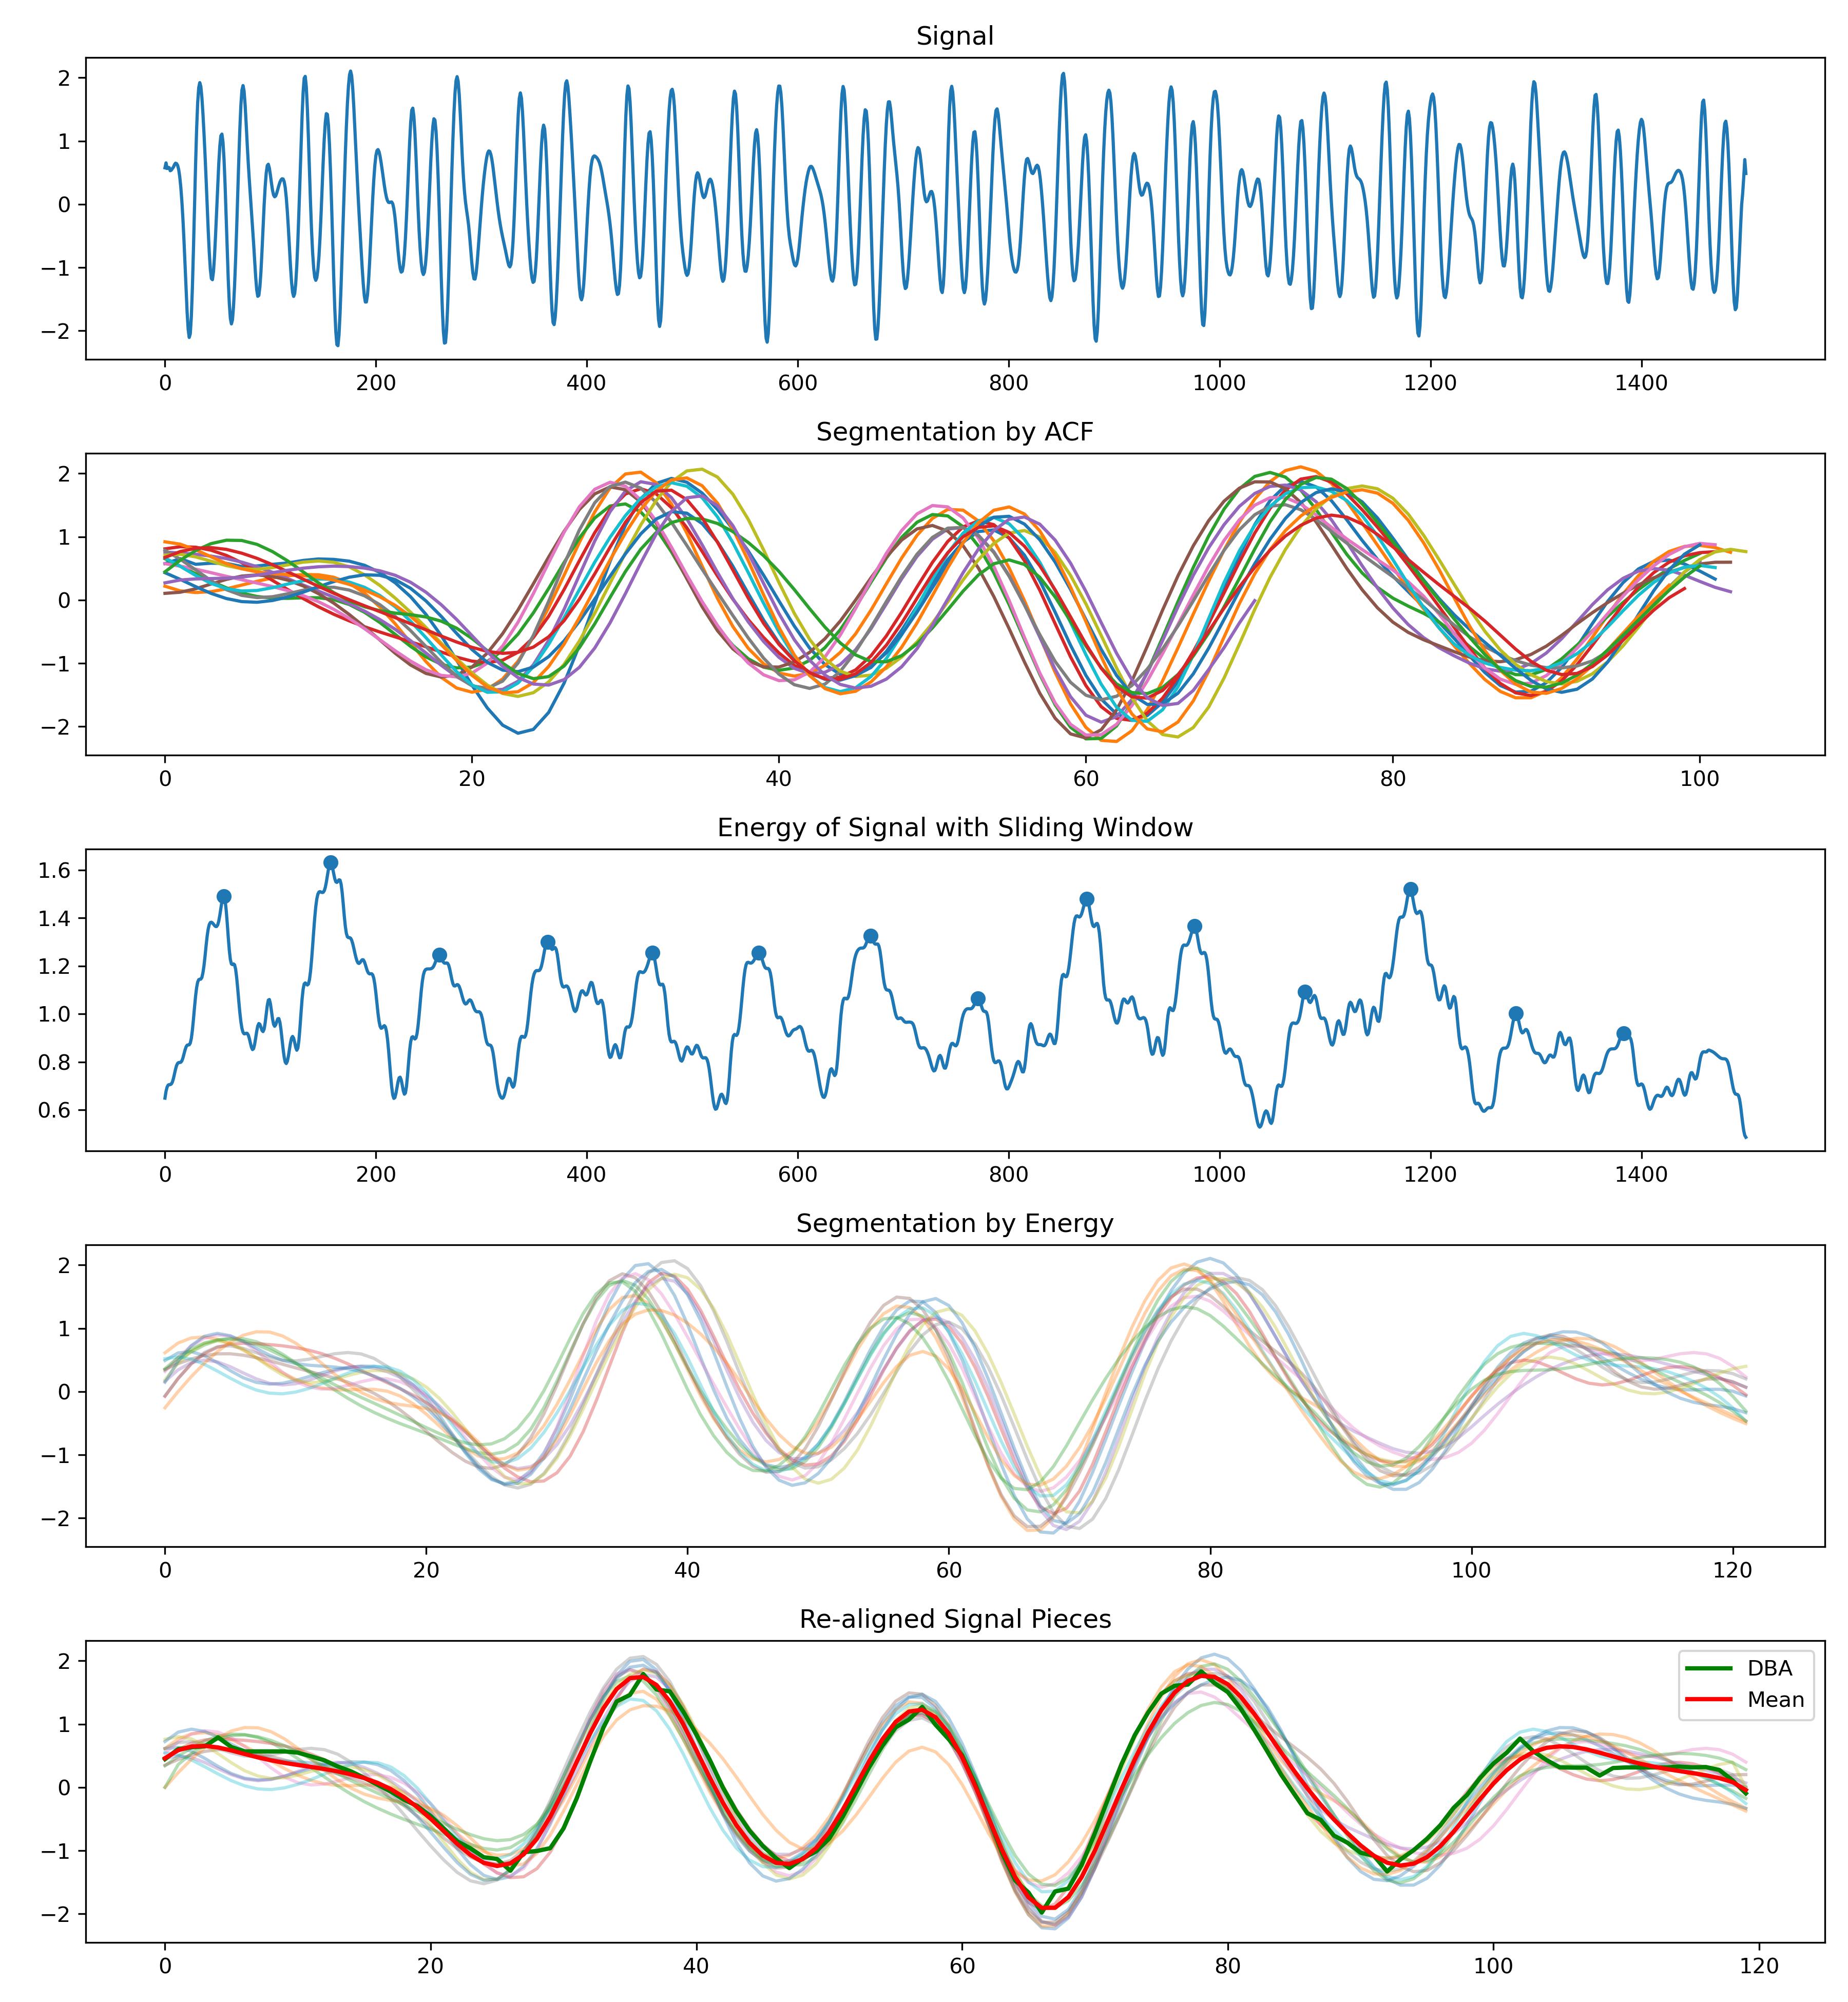 Signal
2
1
0
−1
−2
0 200 400 600 800 1000 1200 1400
Segmentation by ACF
2
1
0
−1
−2
0 20 40 60 80 100
Energy of Signal with Sliding Window
1.6
1.4
1.2
1.0
0.8
0.6
0 200 400 600 800 1000 1200 1400
Segmentation by Energy
2
1
0
−1
−2
0 20 40 60 80 100 120
Re-aligned Signal Pieces
2
1
0
−1
−2
DBA
Mean
0 20 40 60 80 100 120